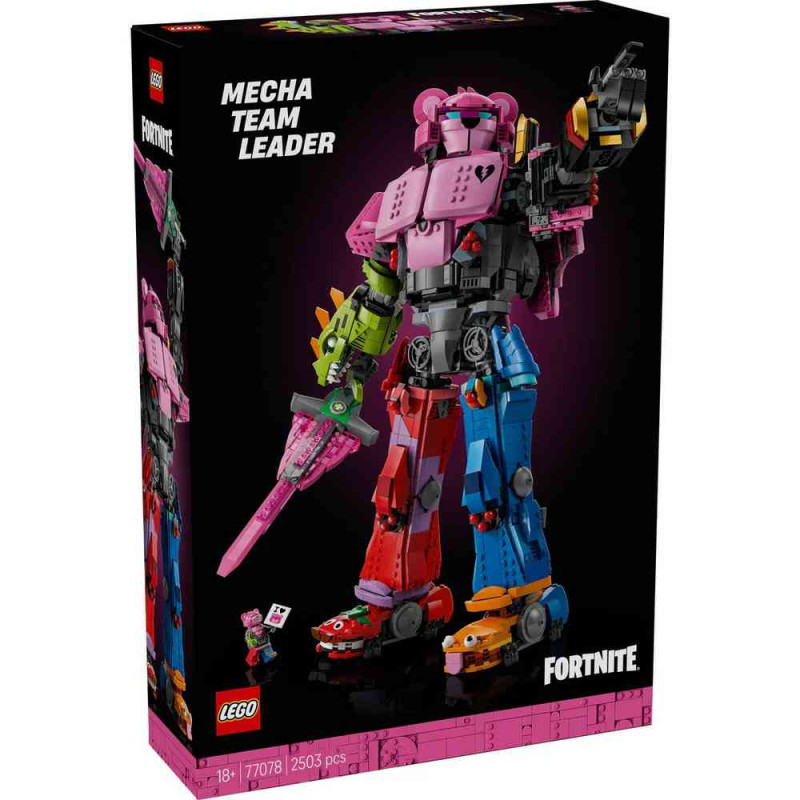 LEGO
FORTNITE
MECHA
TEAM
LEADER
I
LEGO
FORTNITE
18+ 77078 2503 pcs